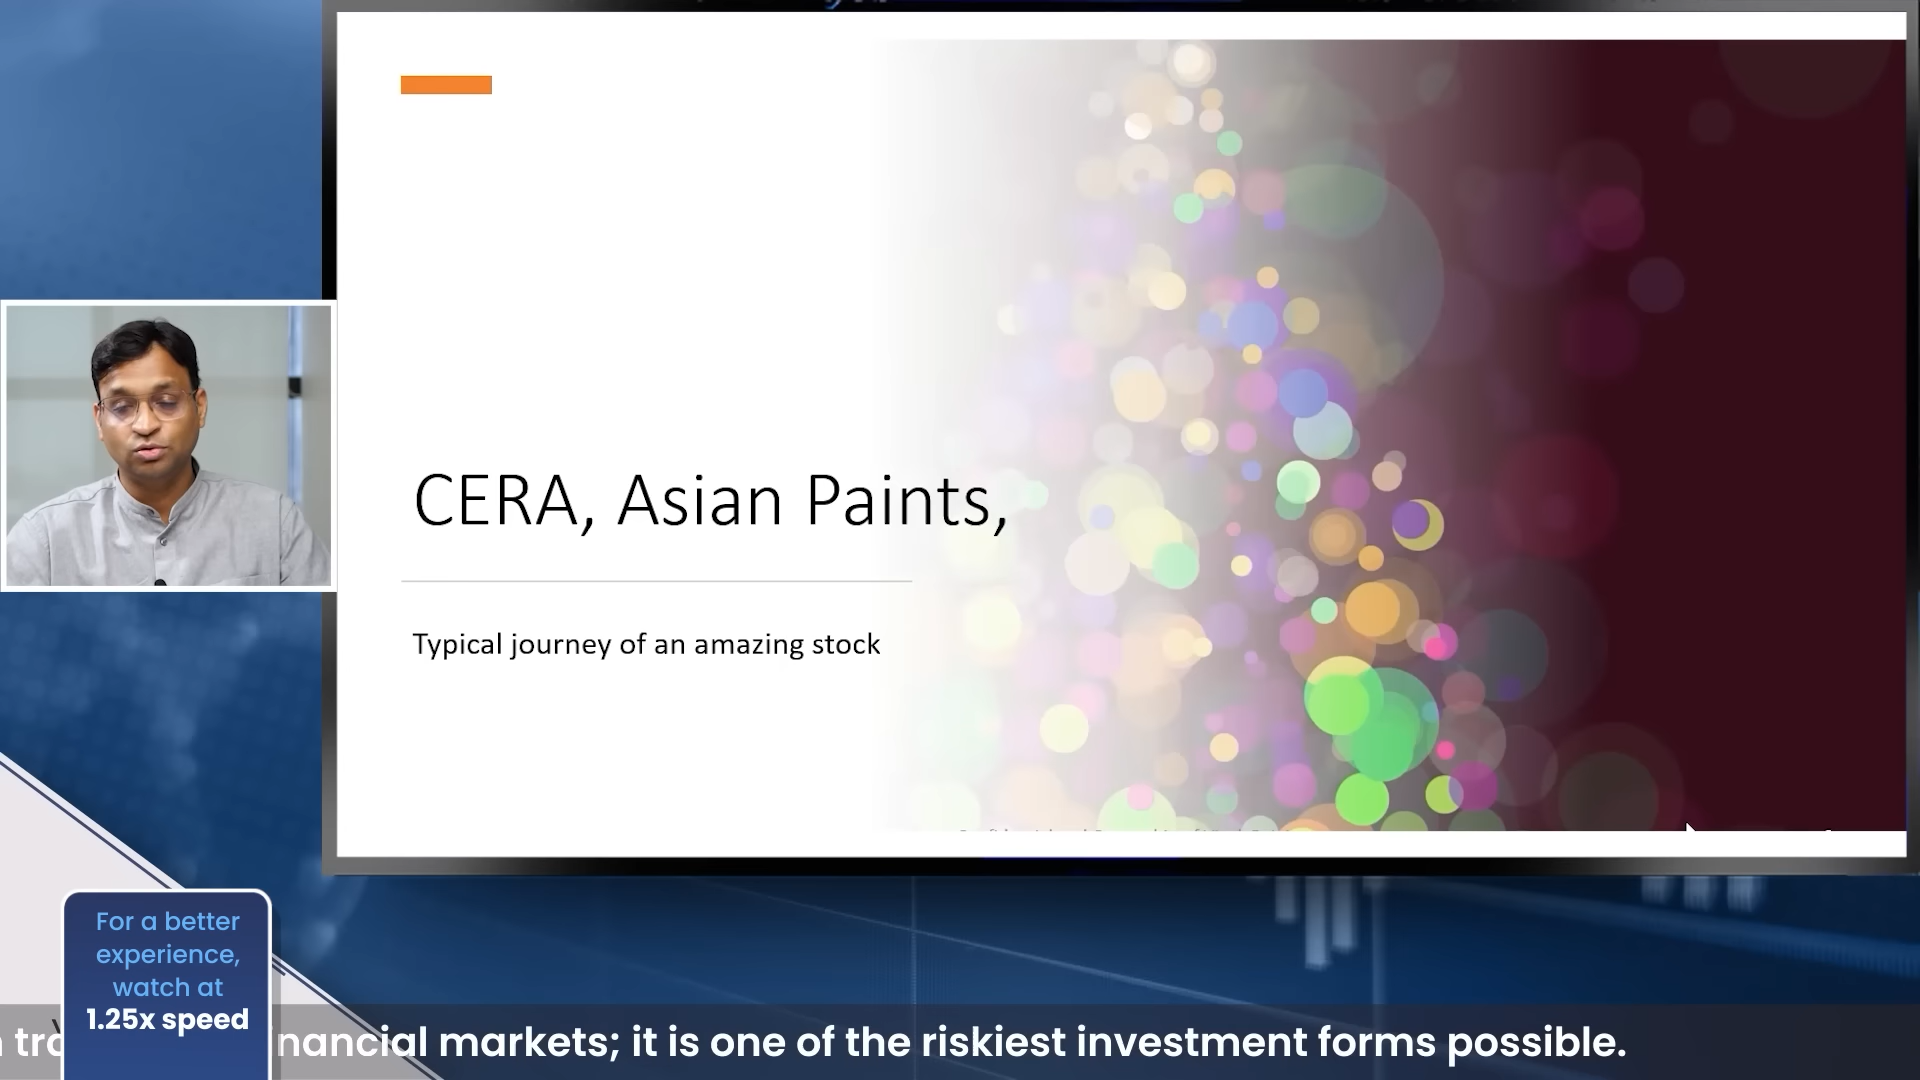 CERA, Asian Paints,
Typical journey of an amazing stock
For a better
experience,
watch at
1.25x speed
financial markets; it is one of the riskiest investment forms possible.